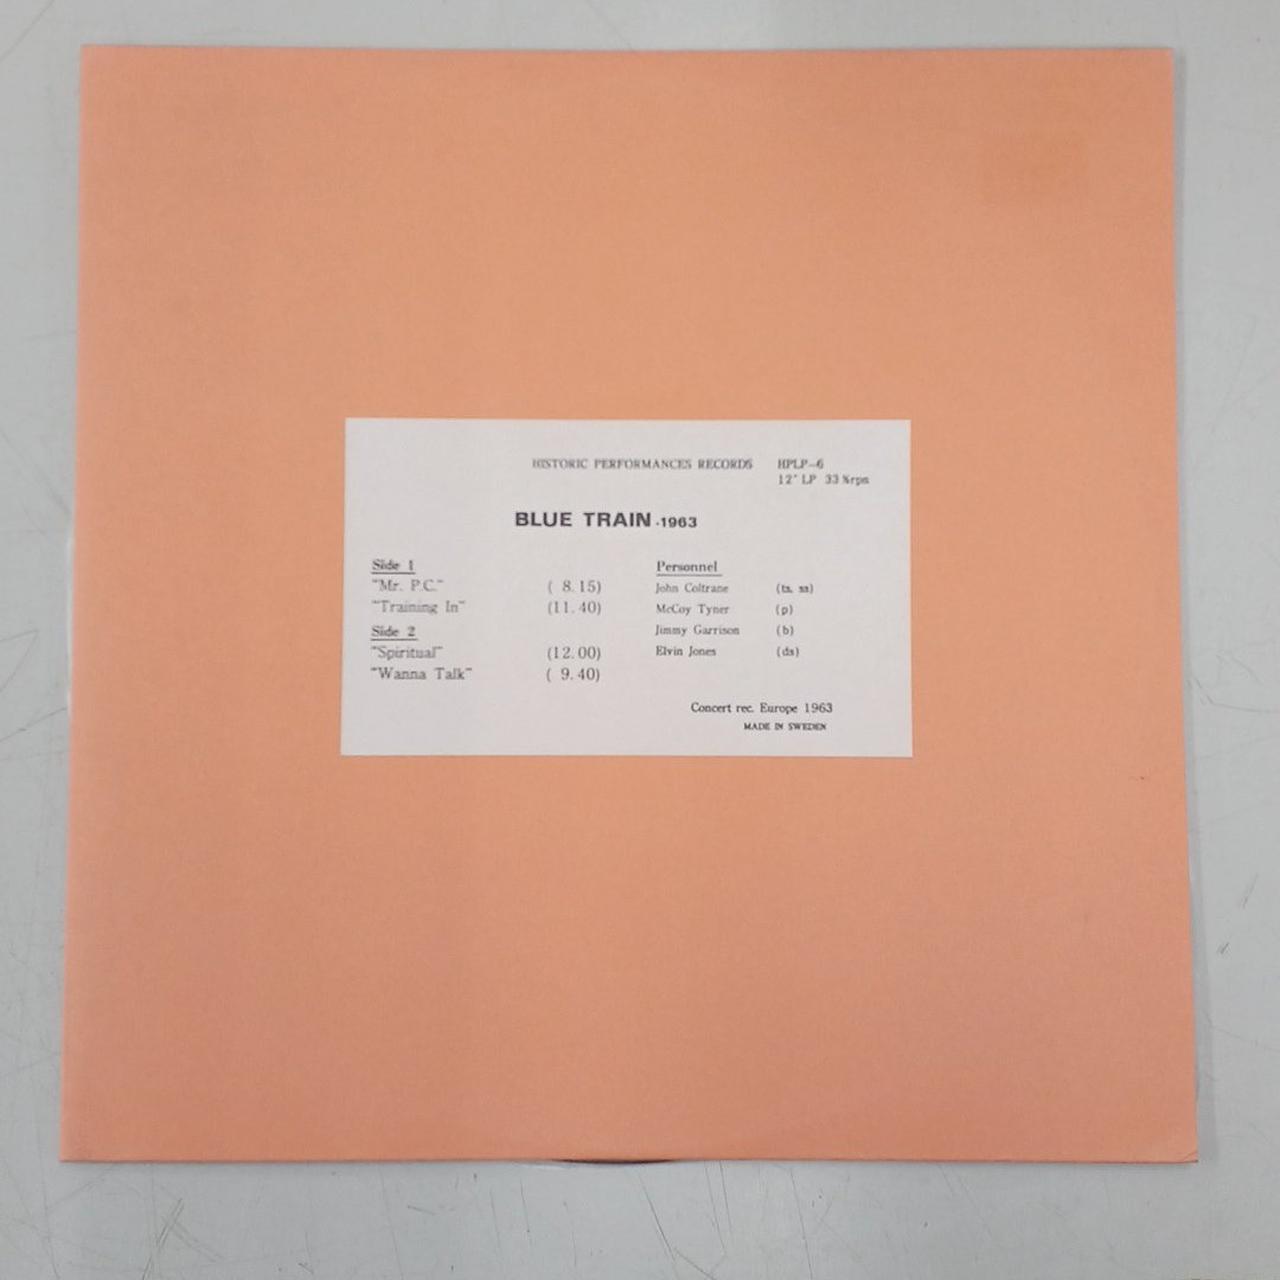 HISTORIC PERFORMANCES RECORDS HPLP-6
12" LP 33 ⅓rpm
BLUE TRAIN -1963
Side 1
"Mr. P.C." ( 8.15)
"Training In" (11.40)
Side 2
"Spiritual" (12.00)
"Wanna Talk" ( 9.40)
Personnel
John Coltrane (ts, ss)
McCoy Tyner (p)
Jimmy Garrison (b)
Elvin Jones (ds)
Concert rec. Europe 1963
MADE IN SWEDEN